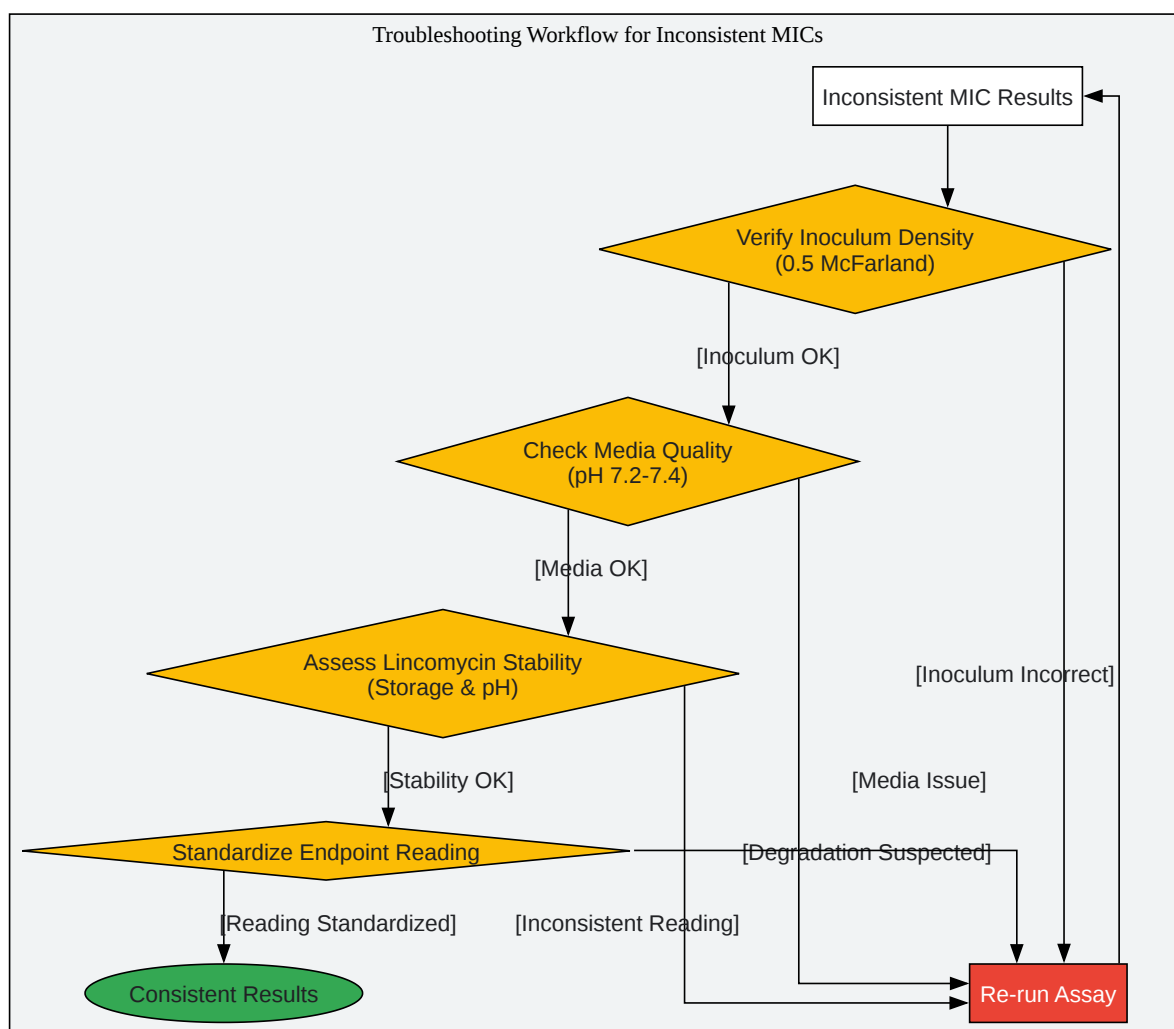 Troubleshooting Workflow for Inconsistent MICs
Inconsistent MIC Results
Verify Inoculum Density
(0.5 McFarland)
[Inoculum OK]
Check Media Quality
(pH 7.2-7.4)
[Media OK]
Assess Lincomycin Stability
(Storage & pH)
[Inoculum Incorrect]
[Stability OK]
[Media Issue]
Standardize Endpoint Reading
[Degradation Suspected]
[Reading Standardized]
[Inconsistent Reading]
Consistent Results
Re-run Assay